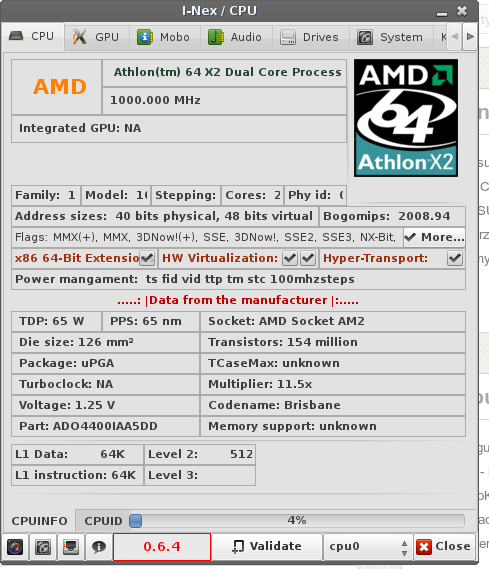 I-Nex / CPU
CPU GPU Mobo Audio Drives System
AMD
Athlon(tm) 64 X2 Dual Core Process
1000.000 MHz
Integrated GPU: NA
AMD
64
Athlon X2
Family: 1 Model: 1 Stepping: Cores: 2 Phy id:
Address sizes: 40 bits physical, 48 bits virtual Bogomips: 2008.94
Flags: MMX(+), MMX, 3DNow!(+), SSE, 3DNow!, SSE2, SSE3, NX-Bit, More...
x86 64-Bit Extensio HW Virtualization: Hyper-Transport:
Power mangament: ts fid vid ttp tm stc 100mhzsteps
.....: |Data from the manufacturer |:.....
TDP: 65 W PPS: 65 nm Socket: AMD Socket AM2
Die size: 126 mm² Transistors: 154 million
Package: uPGA TCaseMax: unknown
Turboclock: NA Multiplier: 11.5x
Voltage: 1.25 V Codename: Brisbane
Part: ADO4400IAA5DD Memory support: unknown
L1 Data: 64K Level 2: 512
L1 instruction: 64K Level 3:
CPUINFO CPUID 4%
0.6.4 Validate cpu0 Close